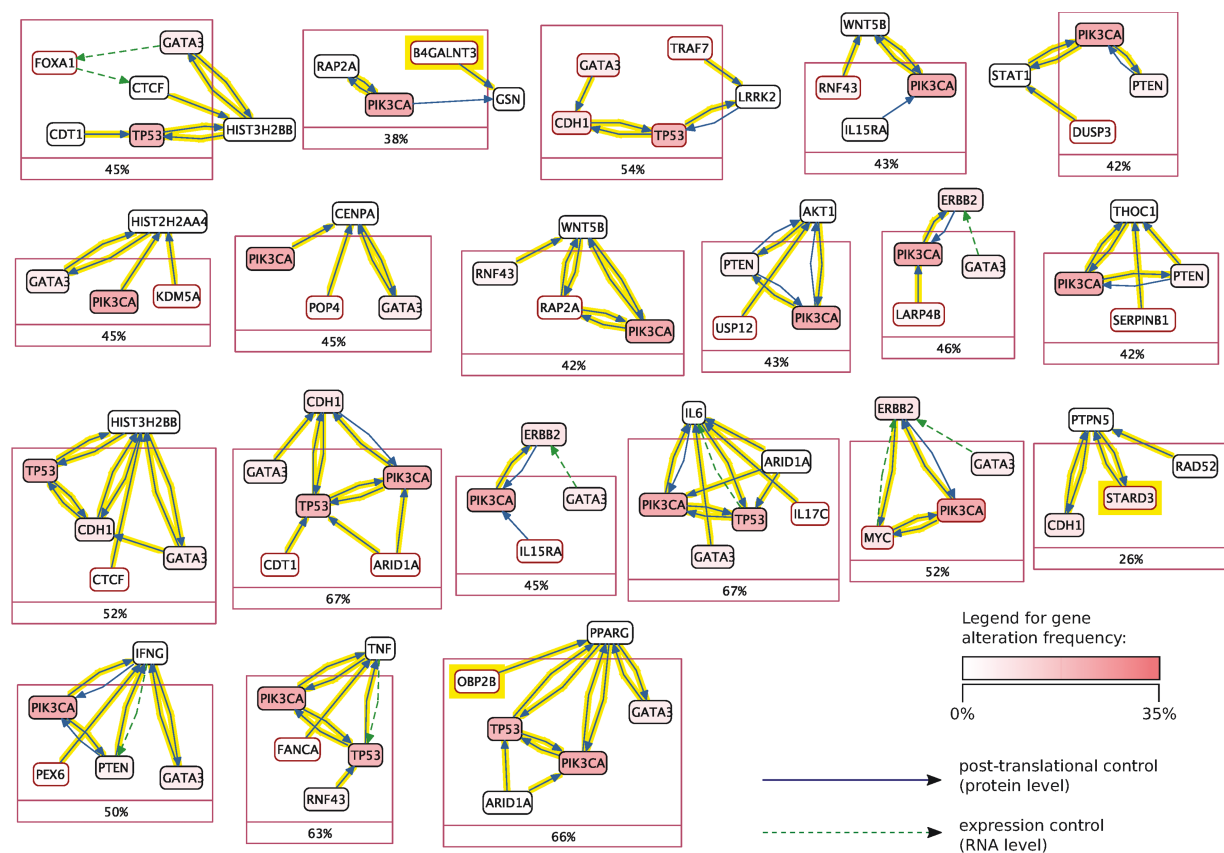 GATA3
FOXA1
CTCF
CDT1
TP53
HIST3H2BB
45%
B4GALNT3
RAP2A
PIK3CA
GSN
38%
TRAF7
GATA3
LRRK2
CDH1
TP53
54%
WNT5B
RNF43
PIK3CA
IL15RA
43%
PIK3CA
STAT1
PTEN
DUSP3
42%
HIST2H2AA4
GATA3
PIK3CA
KDM5A
45%
CENPA
PIK3CA
POP4
GATA3
45%
WNT5B
RNF43
RAP2A
PIK3CA
42%
AKT1
PTEN
USP12
PIK3CA
43%
ERBB2
PIK3CA
GATA3
LARP4B
46%
THOC1
PIK3CA
PTEN
SERPINB1
42%
HIST3H2BB
TP53
CDH1
GATA3
CTCF
52%
CDH1
GATA3
PIK3CA
TP53
CDT1
ARID1A
67%
ERBB2
PIK3CA
GATA3
IL15RA
45%
IL6
ARID1A
PIK3CA
TP53
IL17C
GATA3
67%
ERBB2
GATA3
PIK3CA
MYC
52%
PTPN5
RAD52
STARD3
CDH1
26%
IFNG
PIK3CA
PEX6
PTEN
GATA3
50%
TNF
PIK3CA
FANCA
TP53
RNF43
63%
PPARG
OBP2B
GATA3
TP53
PIK3CA
ARID1A
66%
Legend for gene
alteration frequency:
0%
35%
post-translational control
(protein level)
expression control
(RNA level)